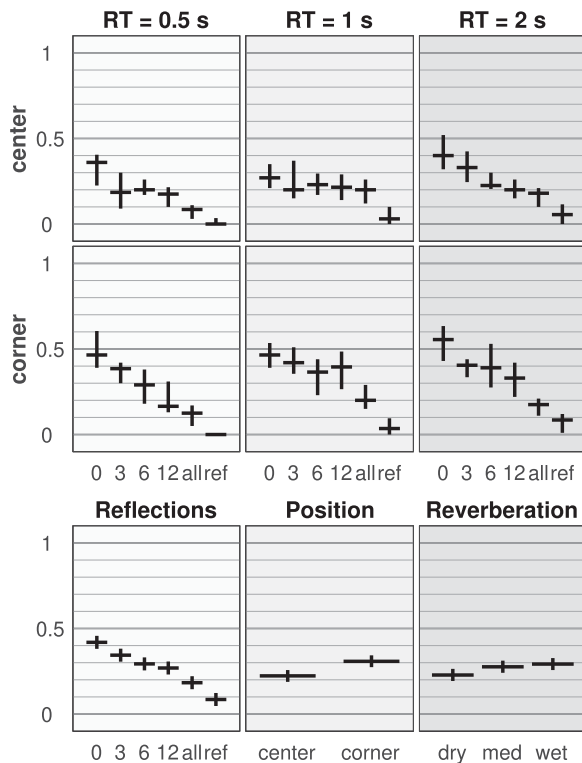 RT = 0.5 s RT = 1 s RT = 2 s
center
1
0.5
0
corner
1
0.5
0
0 3 6 12 all ref 0 3 6 12 all ref 0 3 6 12 all ref
Reflections Position Reverberation
1
0.5
0
0 3 6 12 all ref center corner dry med wet